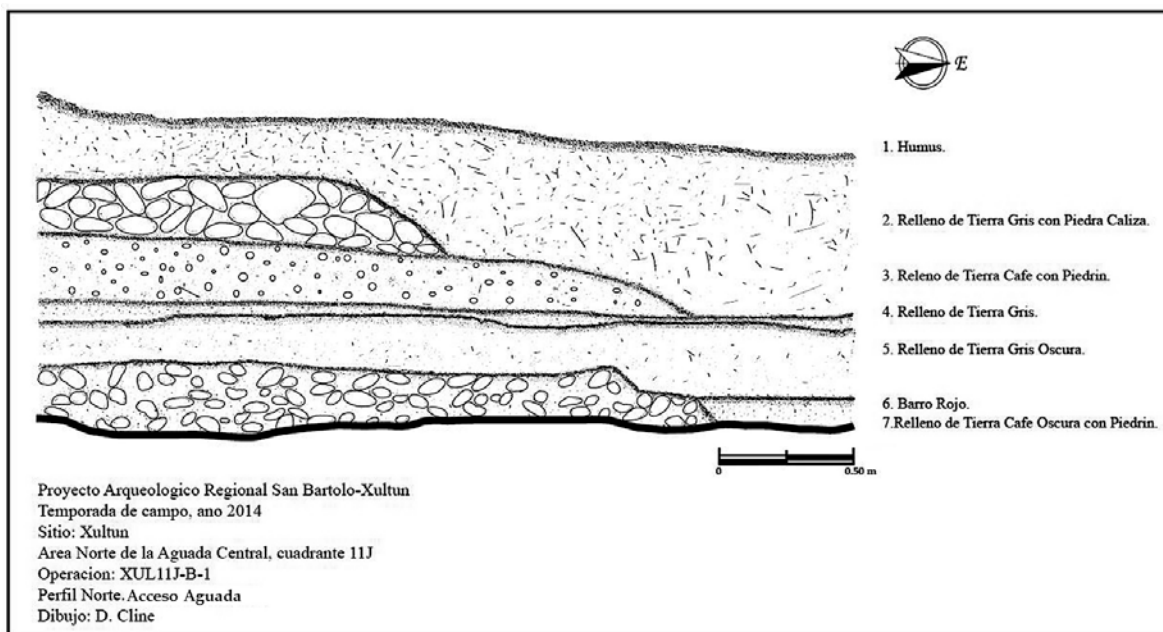 E
1. Humus.
2. Relleno de Tierra Gris con Piedra Caliza.
3. Releno de Tierra Cafe con Piedrin.
4. Relleno de Tierra Gris.
5. Relleno de Tierra Gris Oscura.
6. Barro Rojo.
7.Relleno de Tierra Cafe Oscura con Piedrin.
0 0.50 m
Proyecto Arqueologico Regional San Bartolo-Xultun
Temporada de campo, ano 2014
Sitio: Xultun
Area Norte de la Aguada Central, cuadrante 11J
Operacion: XUL11J-B-1
Perfil Norte. Acceso Aguada
Dibujo: D. Cline